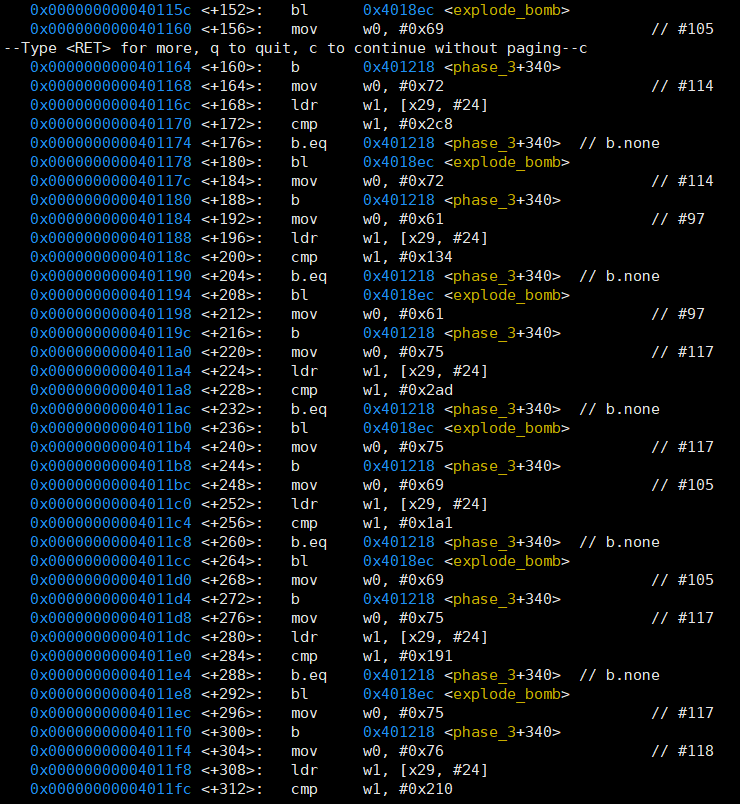 0x000000000040115c <+152>: bl 0x4018ec <explode_bomb>
0x0000000000401160 <+156>: mov w0, #0x69 // #105
--Type <RET> for more, q to quit, c to continue without paging--c
0x0000000000401164 <+160>: b 0x401218 <phase_3+340>
0x0000000000401168 <+164>: mov w0, #0x72 // #114
0x000000000040116c <+168>: ldr w1, [x29, #24]
0x0000000000401170 <+172>: cmp w1, #0x2c8
0x0000000000401174 <+176>: b.eq 0x401218 <phase_3+340> // b.none
0x0000000000401178 <+180>: bl 0x4018ec <explode_bomb>
0x000000000040117c <+184>: mov w0, #0x72 // #114
0x0000000000401180 <+188>: b 0x401218 <phase_3+340>
0x0000000000401184 <+192>: mov w0, #0x61 // #97
0x0000000000401188 <+196>: ldr w1, [x29, #24]
0x000000000040118c <+200>: cmp w1, #0x134
0x0000000000401190 <+204>: b.eq 0x401218 <phase_3+340> // b.none
0x0000000000401194 <+208>: bl 0x4018ec <explode_bomb>
0x0000000000401198 <+212>: mov w0, #0x61 // #97
0x000000000040119c <+216>: b 0x401218 <phase_3+340>
0x00000000004011a0 <+220>: mov w0, #0x75 // #117
0x00000000004011a4 <+224>: ldr w1, [x29, #24]
0x00000000004011a8 <+228>: cmp w1, #0x2ad
0x00000000004011ac <+232>: b.eq 0x401218 <phase_3+340> // b.none
0x00000000004011b0 <+236>: bl 0x4018ec <explode_bomb>
0x00000000004011b4 <+240>: mov w0, #0x75 // #117
0x00000000004011b8 <+244>: b 0x401218 <phase_3+340>
0x00000000004011bc <+248>: mov w0, #0x69 // #105
0x00000000004011c0 <+252>: ldr w1, [x29, #24]
0x00000000004011c4 <+256>: cmp w1, #0x1a1
0x00000000004011c8 <+260>: b.eq 0x401218 <phase_3+340> // b.none
0x00000000004011cc <+264>: bl 0x4018ec <explode_bomb>
0x00000000004011d0 <+268>: mov w0, #0x69 // #105
0x00000000004011d4 <+272>: b 0x401218 <phase_3+340>
0x00000000004011d8 <+276>: mov w0, #0x75 // #117
0x00000000004011dc <+280>: ldr w1, [x29, #24]
0x00000000004011e0 <+284>: cmp w1, #0x191
0x00000000004011e4 <+288>: b.eq 0x401218 <phase_3+340> // b.none
0x00000000004011e8 <+292>: bl 0x4018ec <explode_bomb>
0x00000000004011ec <+296>: mov w0, #0x75 // #117
0x00000000004011f0 <+300>: b 0x401218 <phase_3+340>
0x00000000004011f4 <+304>: mov w0, #0x76 // #118
0x00000000004011f8 <+308>: ldr w1, [x29, #24]
0x00000000004011fc <+312>: cmp w1, #0x210